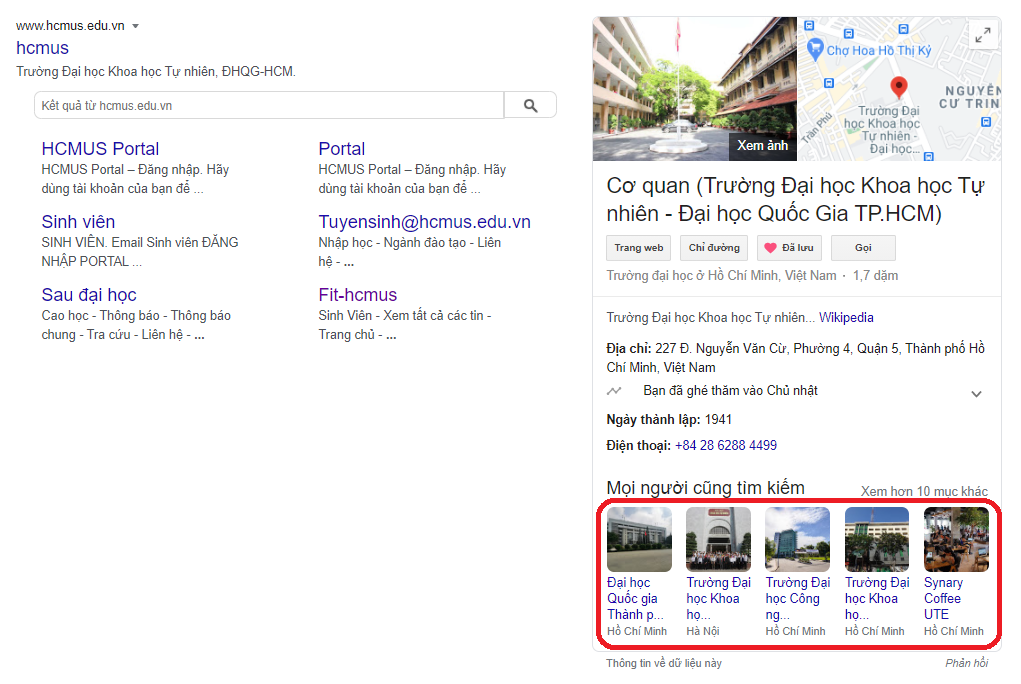 www.hcmus.edu.vn
hcmus
Trường Đại học Khoa học Tự nhiên, ĐHQG-HCM.
Kết quả từ hcmus.edu.vn
HCMUS Portal
HCMUS Portal – Đăng nhập. Hãy
dùng tài khoản của bạn để ...
Portal
HCMUS Portal – Đăng nhập. Hãy
dùng tài khoản của bạn để ...
Sinh viên
SINH VIÊN. Email Sinh viên ĐĂNG
NHẬP PORTAL ...
Tuyensinh@hcmus.edu.vn
Nhập học - Ngành đào tạo - Liên
hệ - ...
Sau đại học
Cao học - Thông báo - Thông báo
chung - Tra cứu - Liên hệ - ...
Fit-hcmus
Sinh Viên - Xem tất cả các tin -
Trang chủ - ...
Xem ảnh
Chợ Hoa Hồ Thị Kỷ
NGUYỄN
CƯ TRIN
Trần Phú
Trường Đại
học Khoa học
Tự nhiên -
Đại học...
Cơ quan (Trường Đại học Khoa học Tự
nhiên - Đại học Quốc Gia TP.HCM)
Trang web
Chỉ đường
Đã lưu
Gọi
Trường đại học ở Hồ Chí Minh, Việt Nam · 1,7 dặm
Trường Đại học Khoa học Tự nhiên... Wikipedia
Địa chỉ: 227 Đ. Nguyễn Văn Cừ, Phường 4, Quận 5, Thành phố Hồ
Chí Minh, Việt Nam
Bạn đã ghé thăm vào Chủ nhật
Ngày thành lập: 1941
Điện thoại: +84 28 6288 4499
Mọi người cũng tìm kiếm
Xem hơn 10 mục khác
Đại học
Quốc gia
Thành p...
Hồ Chí Minh
Trường Đại
học Khoa
họ...
Hà Nội
Trường Đại
học Công
ng...
Hồ Chí Minh
Trường Đại
học Khoa
họ...
Hồ Chí Minh
Synary
Coffee
UTE
Hồ Chí Minh
Thông tin về dữ liệu này
Phản hồi